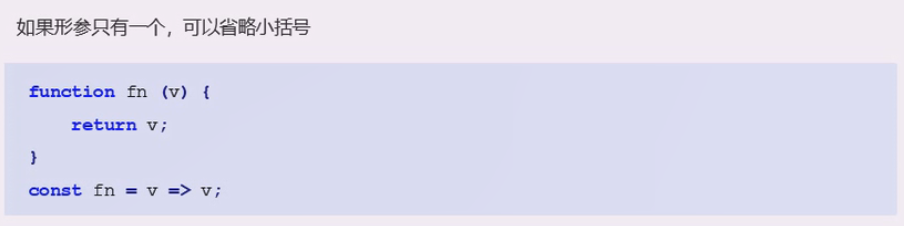 如果形参只有一个，可以省略小括号
function fn (v) {
    return v;
}
const fn = v => v;